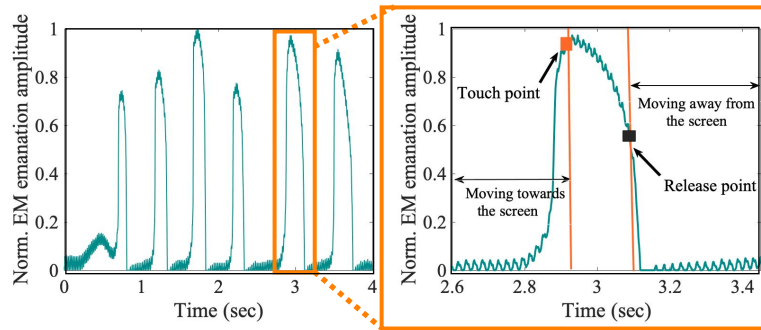 Norm. EM emanation amplitude
1
0.8
0.6
0.4
0.2
0
0
1
2
3
4
Time (sec)
Norm. EM emanation amplitude
1
0.8
0.6
0.4
0.2
0
Touch point
Moving away from
the screen
Moving towards
the screen
Release point
2.6
2.8
3
3.2
3.4
Time (sec)